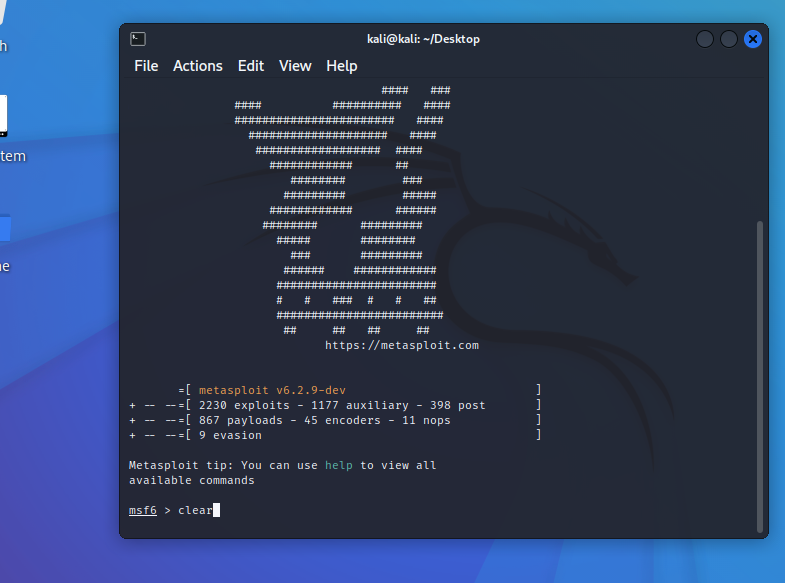 kali@kali: ~/Desktop
File Actions Edit View Help
h
tem
ne
#### ###
#### ########## ####
####################### ####
#################### ####
################## ####
############ ##
######## ###
######### #####
############ ######
######## #########
##### ########
### #########
###### ############
#######################
# # ### # # ##
########################
## ## ## ##
https://metasploit.com
=[ metasploit v6.2.9-dev ]
+ -- --=[ 2230 exploits - 1177 auxiliary - 398 post ]
+ -- --=[ 867 payloads - 45 encoders - 11 nops ]
+ -- --=[ 9 evasion ]
Metasploit tip: You can use help to view all
available commands
msf6 > clear